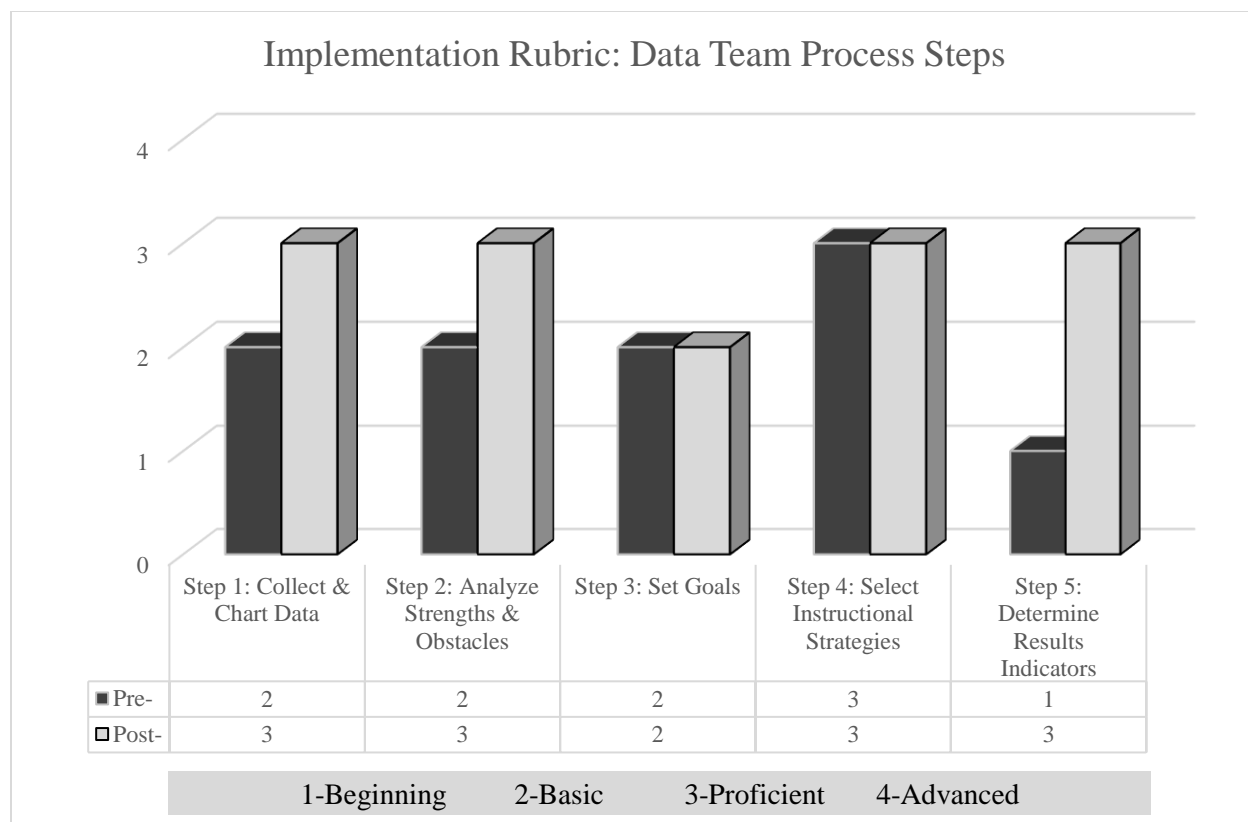 Implementation Rubric: Data Team Process Steps
4
3
2
1
0
Step 1: Collect & Chart Data
Step 2: Analyze Strengths & Obstacles
Step 3: Set Goals
Step 4: Select Instructional Strategies
Step 5: Determine Results Indicators
Pre- 2 2 2 3 1
Post- 3 3 2 3 3
1-Beginning 2-Basic 3-Proficient 4-Advanced